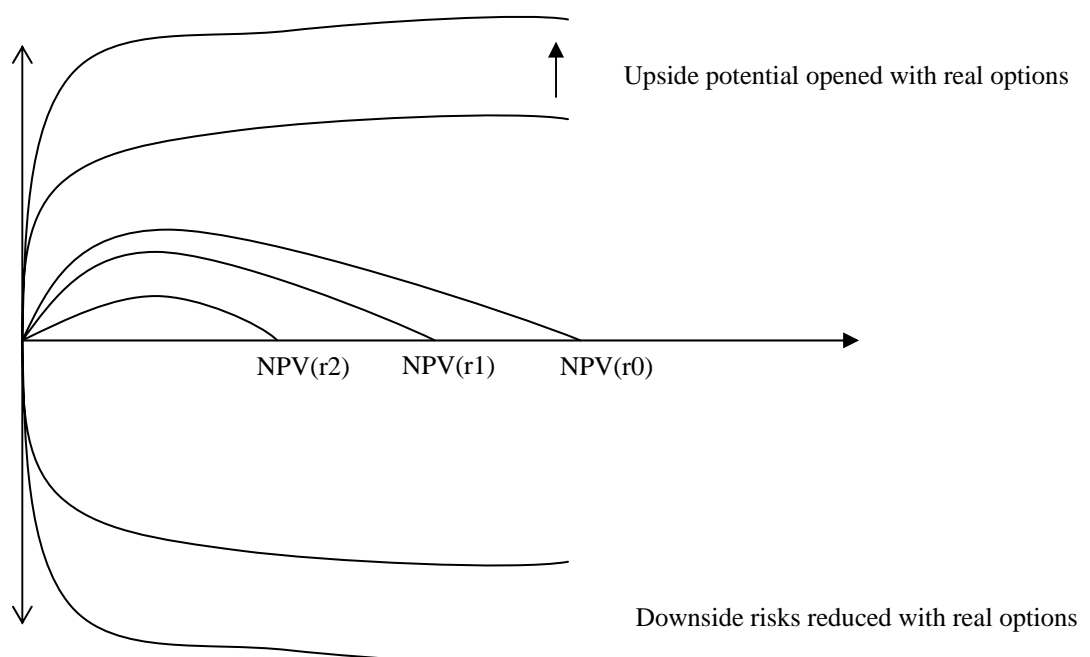 Upside potential opened with real options
NPV(r2) NPV(r1) NPV(r0)
Downside risks reduced with real options